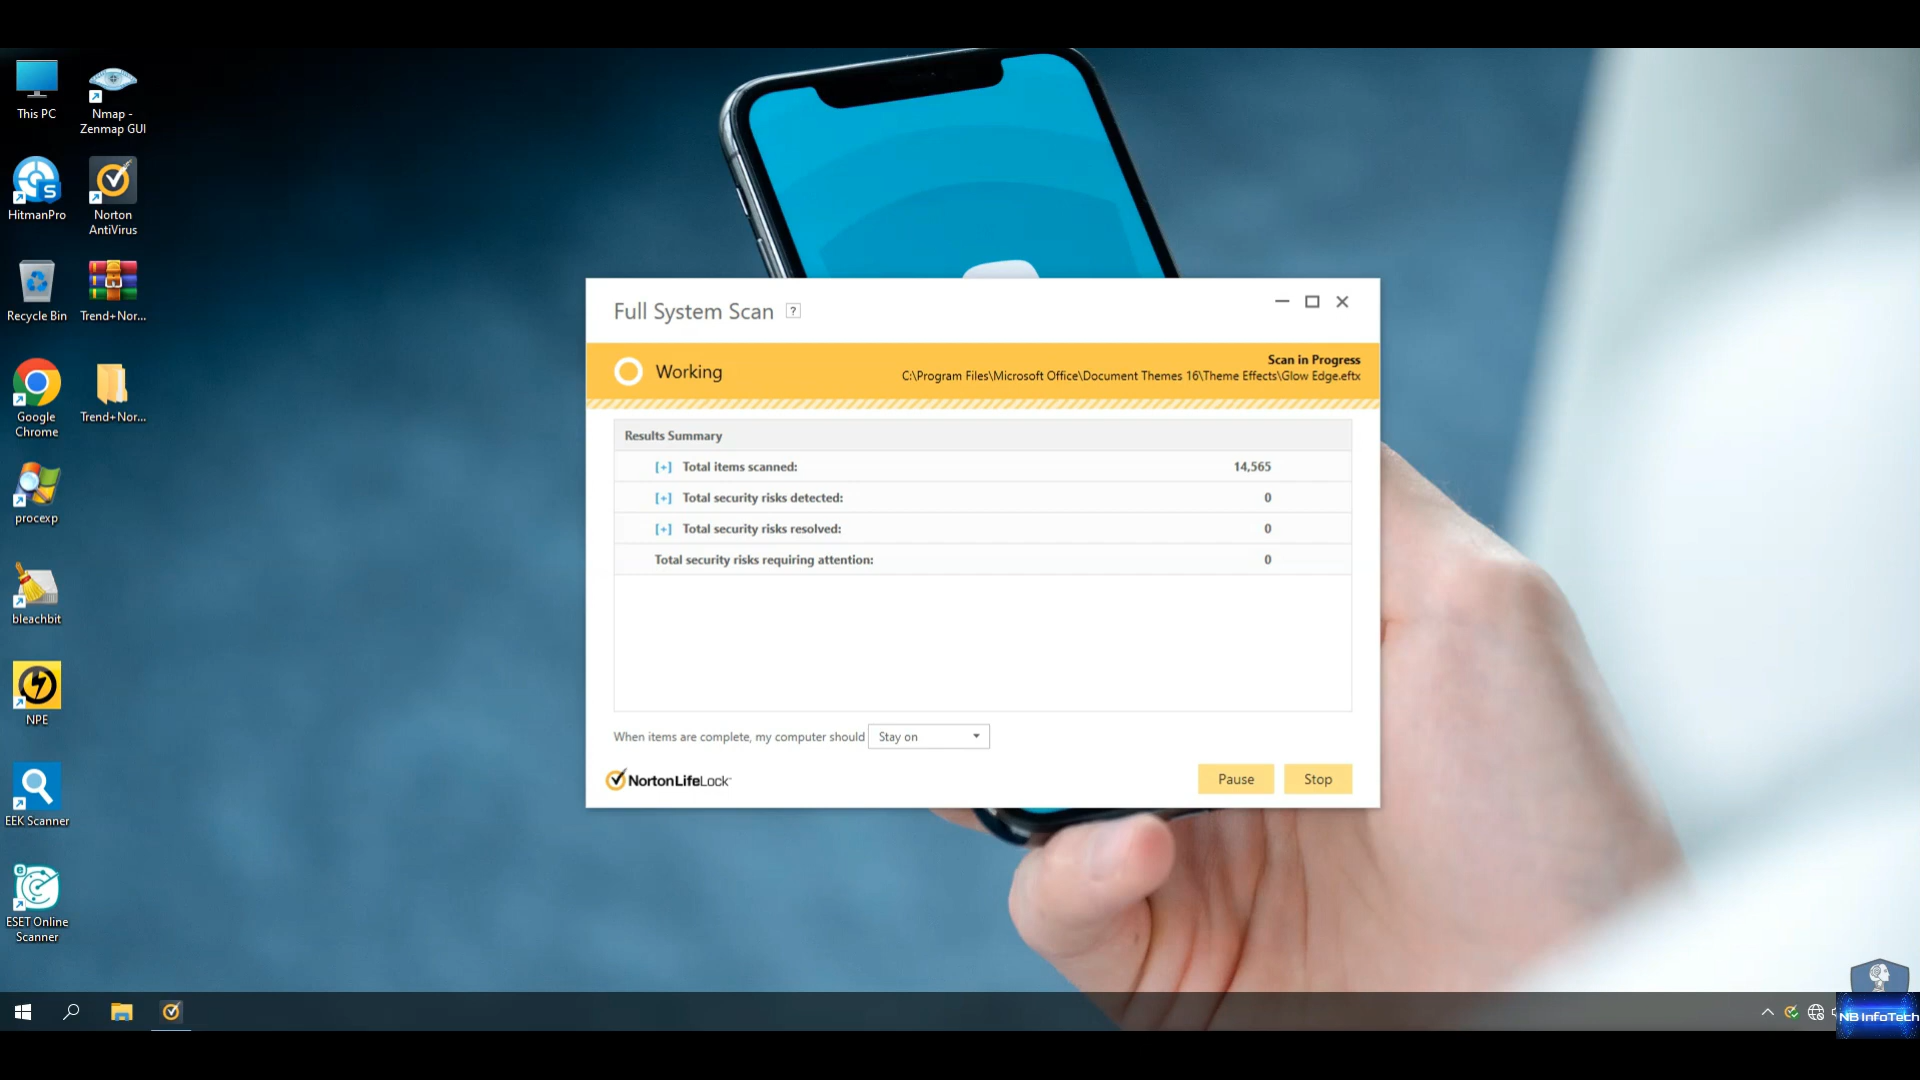 This PC
Nmap -
Zenmap GUI
HitmanPro
Norton
AntiVirus
Recycle Bin
Trend+Nor...
Google
Chrome
Trend+Nor...
procexp
bleachbit
NPE
EEK Scanner
ESET Online
Scanner
Full System Scan ?
Working
Scan in Progress
C:\Program Files\Microsoft Office\Document Themes 16\Theme Effects\Glow Edge.eftx
Results Summary
[+] Total items scanned: 14,565
[+] Total security risks detected: 0
[+] Total security risks resolved: 0
Total security risks requiring attention: 0
When items are complete, my computer should Stay on
NortonLifeLock
Pause
Stop
NB InfoTech